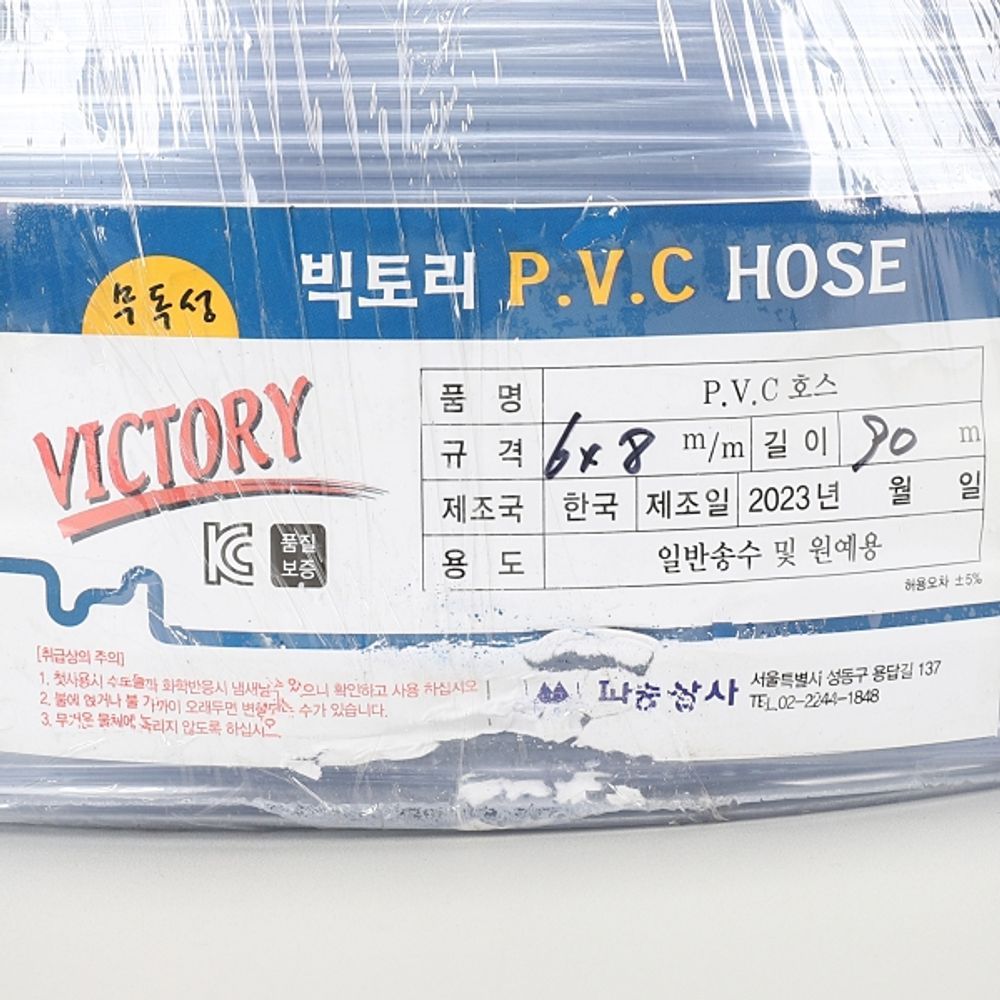 무독성
빅토리 P.V.C HOSE
VICTORY
품질
보증
품 명 P.V.C 호스
규 격 6x8 m/m 길 이 90 m
제조국 한국 제조일 2023년 월 일
용 도 일반송수 및 원예용
허용오차 ±5%
[취급상의 주의]
1. 첫사용시 수도물과 화학반응시 냄새날수 있으니 확인하고 사용 하십시오
2. 불에 얹거나 불 가까이 오래두면 변형될 수가 있습니다.
3. 무거운 물체에 눌리지 않도록 하십시오.
상사
서울특별시 성동구 용답길 137
TEL.02-2244-1848